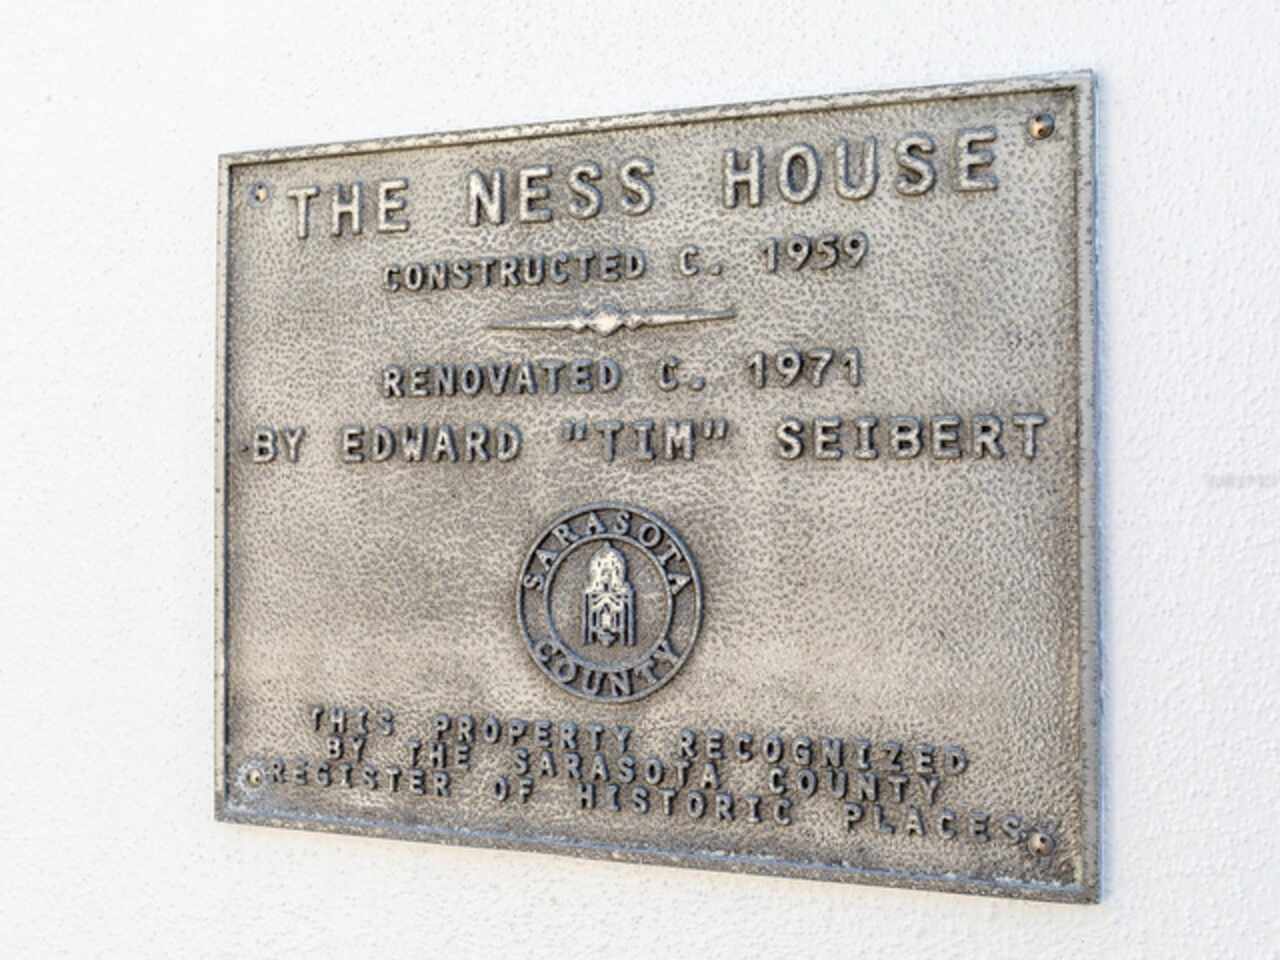 THE NESS HOUSE
CONSTRUCTED C. 1959
RENOVATED C. 1971
BY EDWARD "TIM" SEIBERT
SARASOTA
COUNTY
THIS PROPERTY RECOGNIZED
BY THE SARASOTA COUNTY
REGISTER OF HISTORIC PLACES